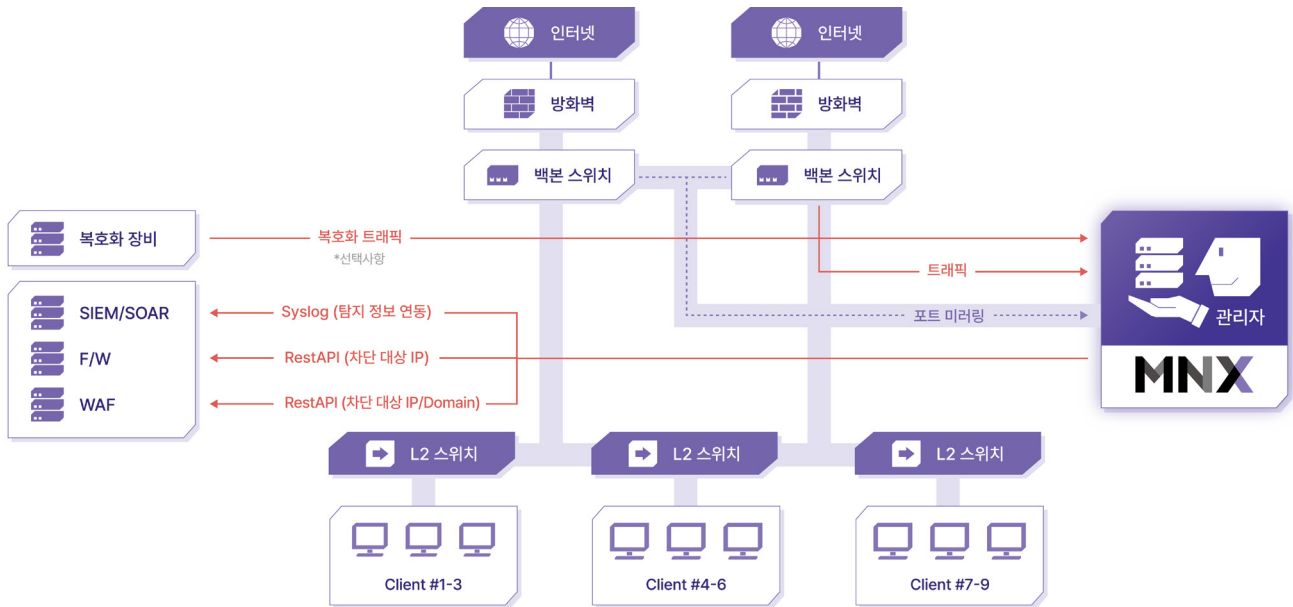 인터넷
인터넷
방화벽
방화벽
백본 스위치
백본 스위치
복호화 장비
복호화 트래픽
*선택사항
트래픽
SIEM/SOAR
Syslog (탐지 정보 연동)
포트 미러링
관리자
F/W
RestAPI (차단 대상 IP)
MNX
WAF
RestAPI (차단 대상 IP/Domain)
L2 스위치
L2 스위치
L2 스위치
Client #1-3
Client #4-6
Client #7-9